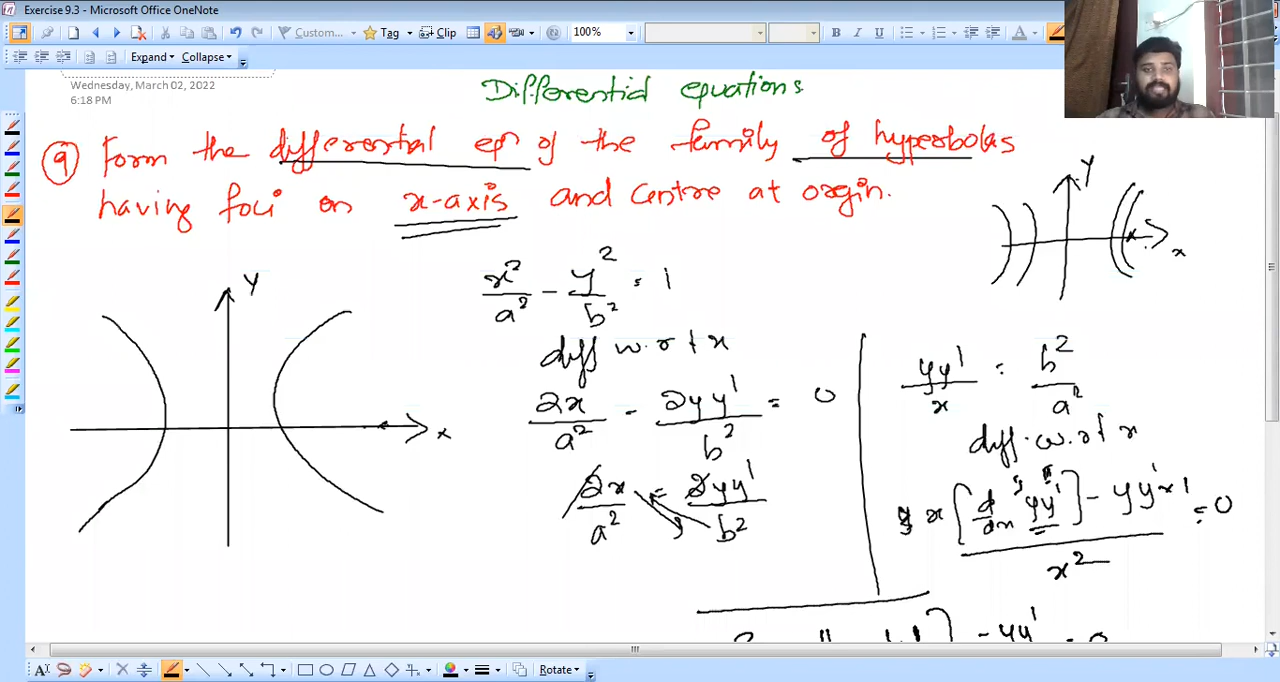 Exercise 9.3 - Microsoft Office OneNote
Custom... Tag Clip 100% B I U A
Expand Collapse
Wednesday, March 02, 2022
6:18 PM
Differential equations
9 Form the differential eqn of the family of hyperbolas
having foci on x-axis and centre at origin.
y
x
Y
x
x²/a² - y²/b² = 1
diff w.r.t x
2x/a² - 2yy'/b² = 0
2x/a² = 2yy'/b²
yy'/x = b²/a²
diff. w.r.t x
x[d/dx yy'] - yy' × 1 / x² = 0
- yy' = 0
Rotate